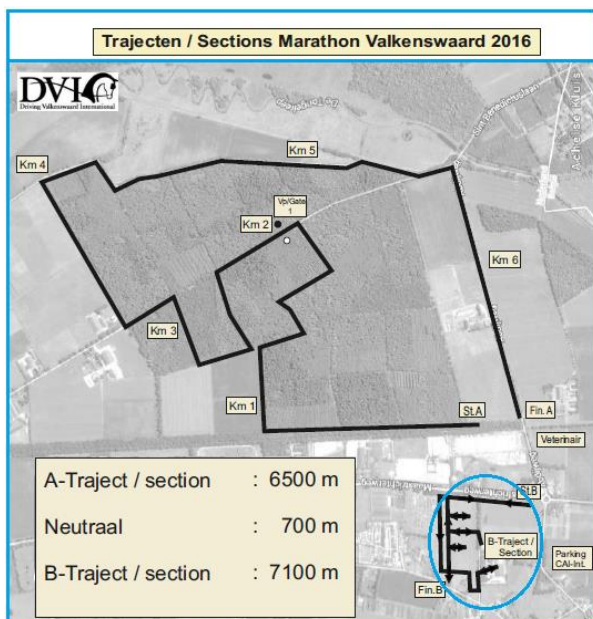 Trajecten / Sections Marathon Valkenswaard 2016
DVI
Driving Valkenswaard International
Km 4
Km 5
Vp/Gate
1
Km 2
Km 6
Km 3
Km 1
St.A
Fin. A
Veterinair
St.B
B-Traject /
Section
Parking
CAI-Int.
Fin.B
A-Traject / section : 6500 m
Neutraal : 700 m
B-Traject / section : 7100 m